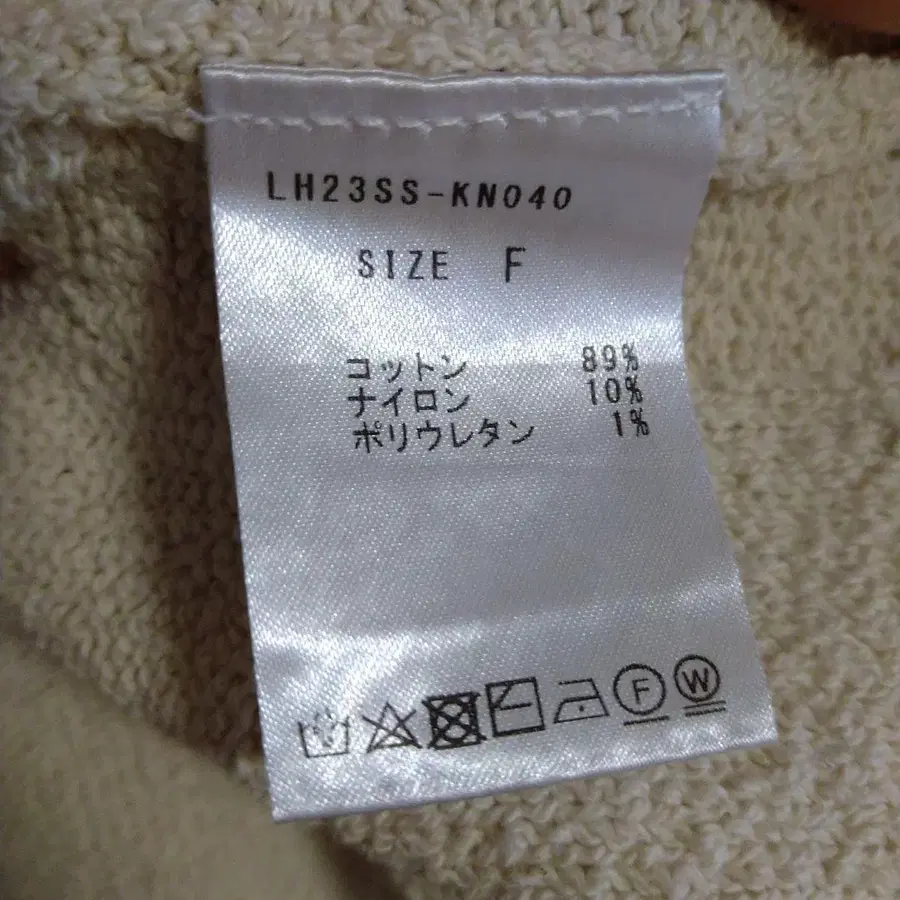 LH23SS-KN040
SIZE F
コットン 89%
ナイロン 10%
ポリウレタン 1%
F W